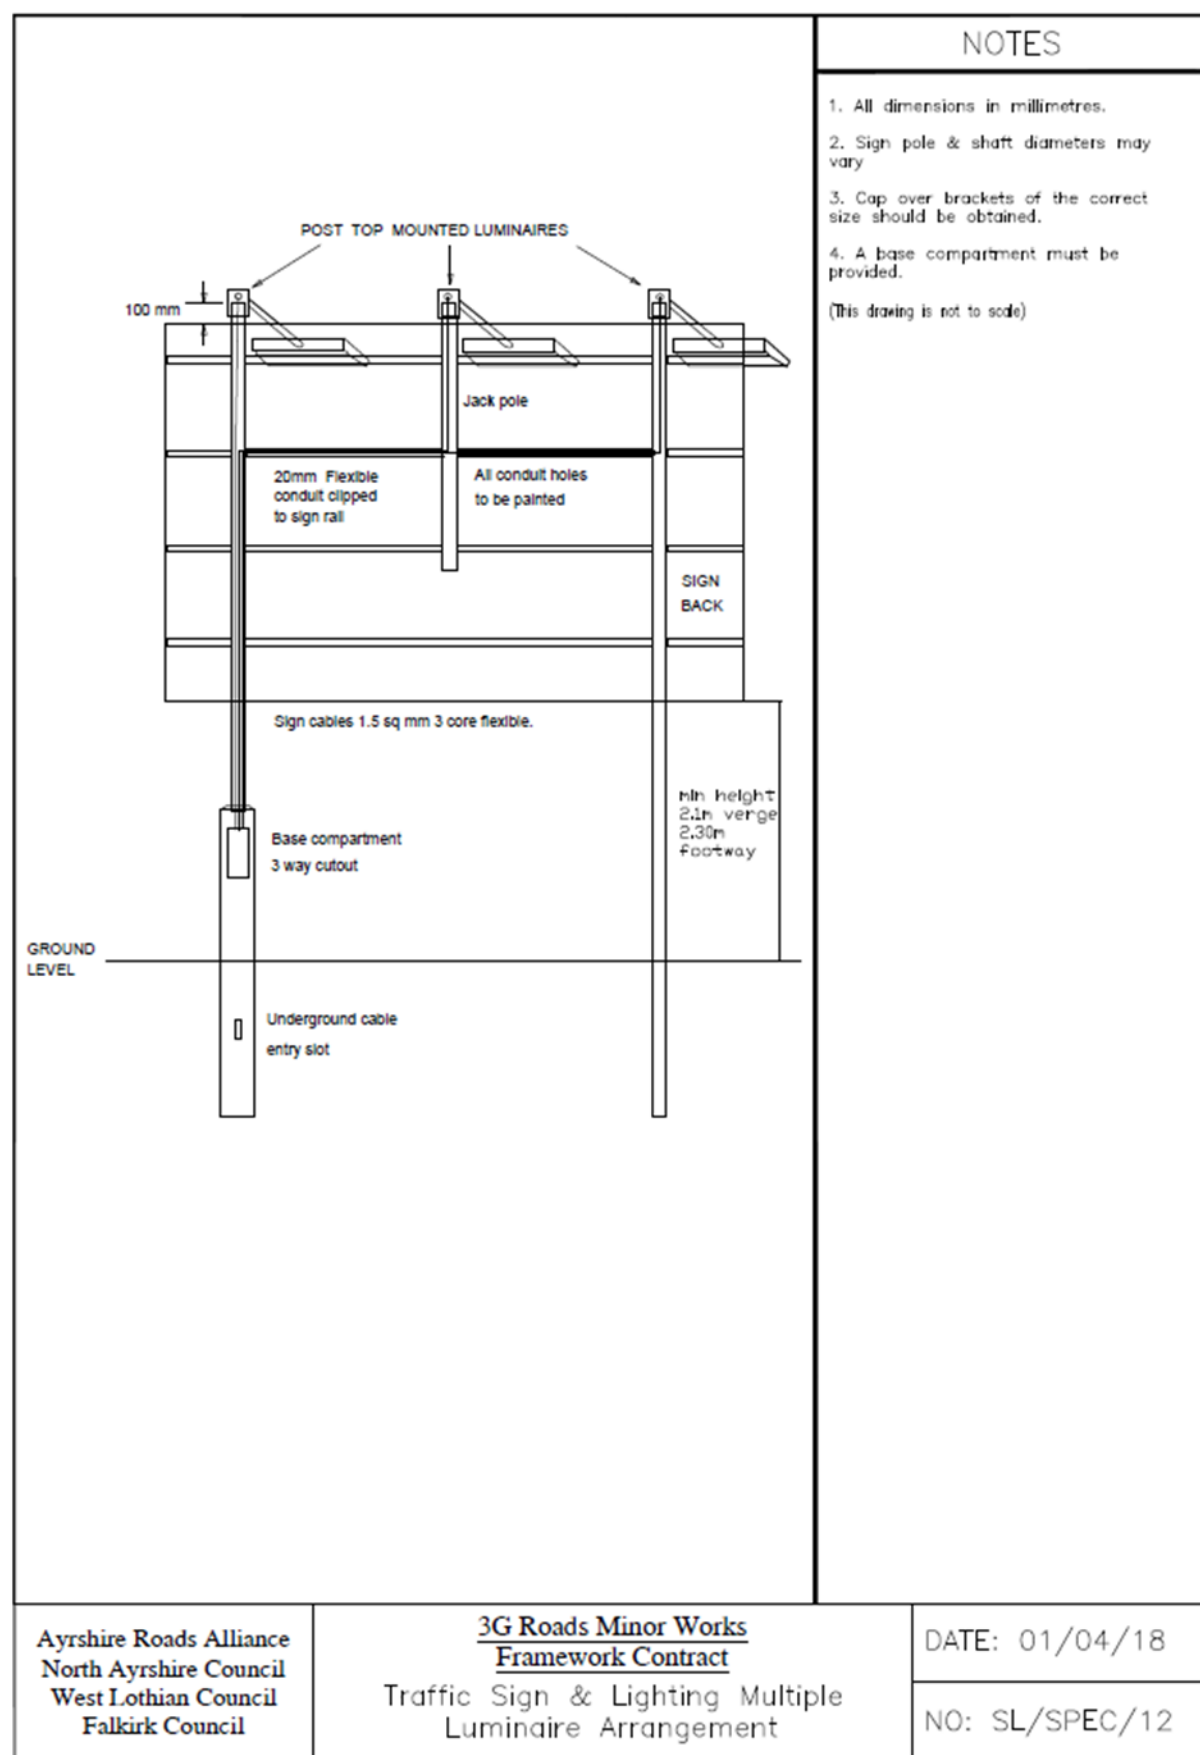 NOTES
1. All dimensions in millimetres.
2. Sign pole & shaft diameters may
vary
3. Cap over brackets of the correct
size should be obtained.
4. A base compartment must be
provided.
(This drawing is not to scale)
POST TOP MOUNTED LUMINAIRES
100 mm
Jack pole
20mm Flexible
conduit clipped
to sign rail
All conduit holes
to be painted
SIGN
BACK
Sign cables 1.5 sq mm 3 core flexible.
min height
2.1m verge
2.30m
footway
Base compartment
3 way cutout
GROUND
LEVEL
Underground cable
entry slot
Ayrshire Roads Alliance
North Ayrshire Council
West Lothian Council
Falkirk Council
3G Roads Minor Works
Framework Contract
Traffic Sign & Lighting Multiple
Luminaire Arrangement
DATE: 01/04/18
NO: SL/SPEC/12